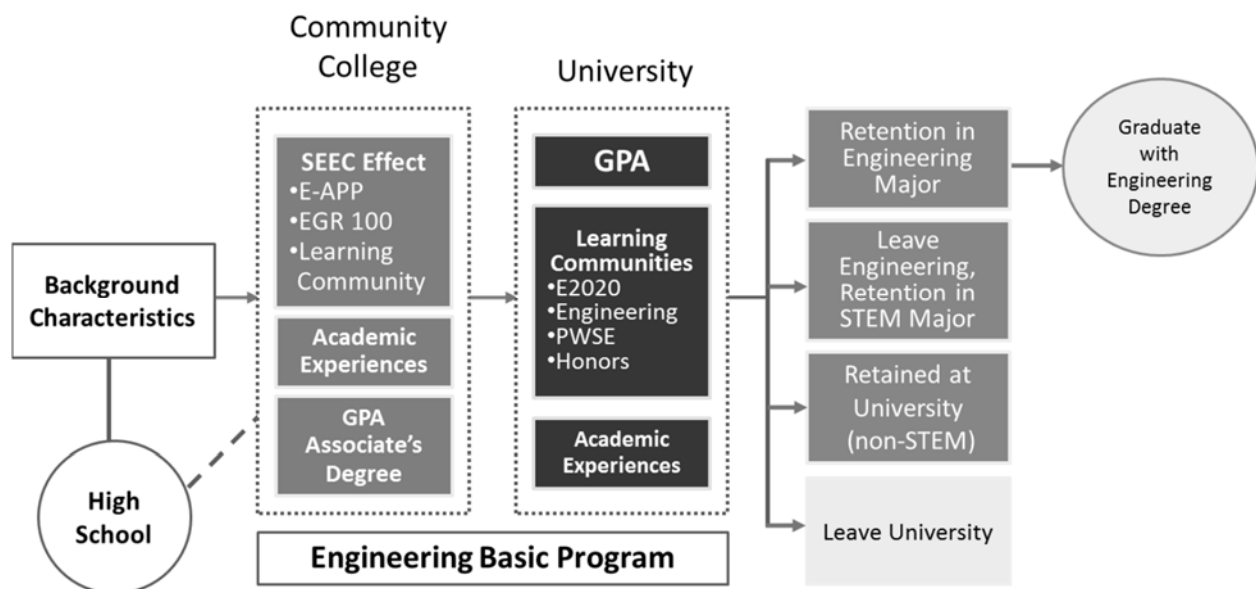 Community
College
University
SEEC Effect
•E-APP
•EGR 100
•Learning
Community
Academic
Experiences
GPA
Associate's
Degree
GPA
Learning
Communities
•E2020
•Engineering
•PWSE
•Honors
Academic
Experiences
Background
Characteristics
High
School
Engineering Basic Program
Retention in
Engineering
Major
Leave
Engineering,
Retention in
STEM Major
Retained at
University
(non-STEM)
Leave University
Graduate
with
Engineering
Degree